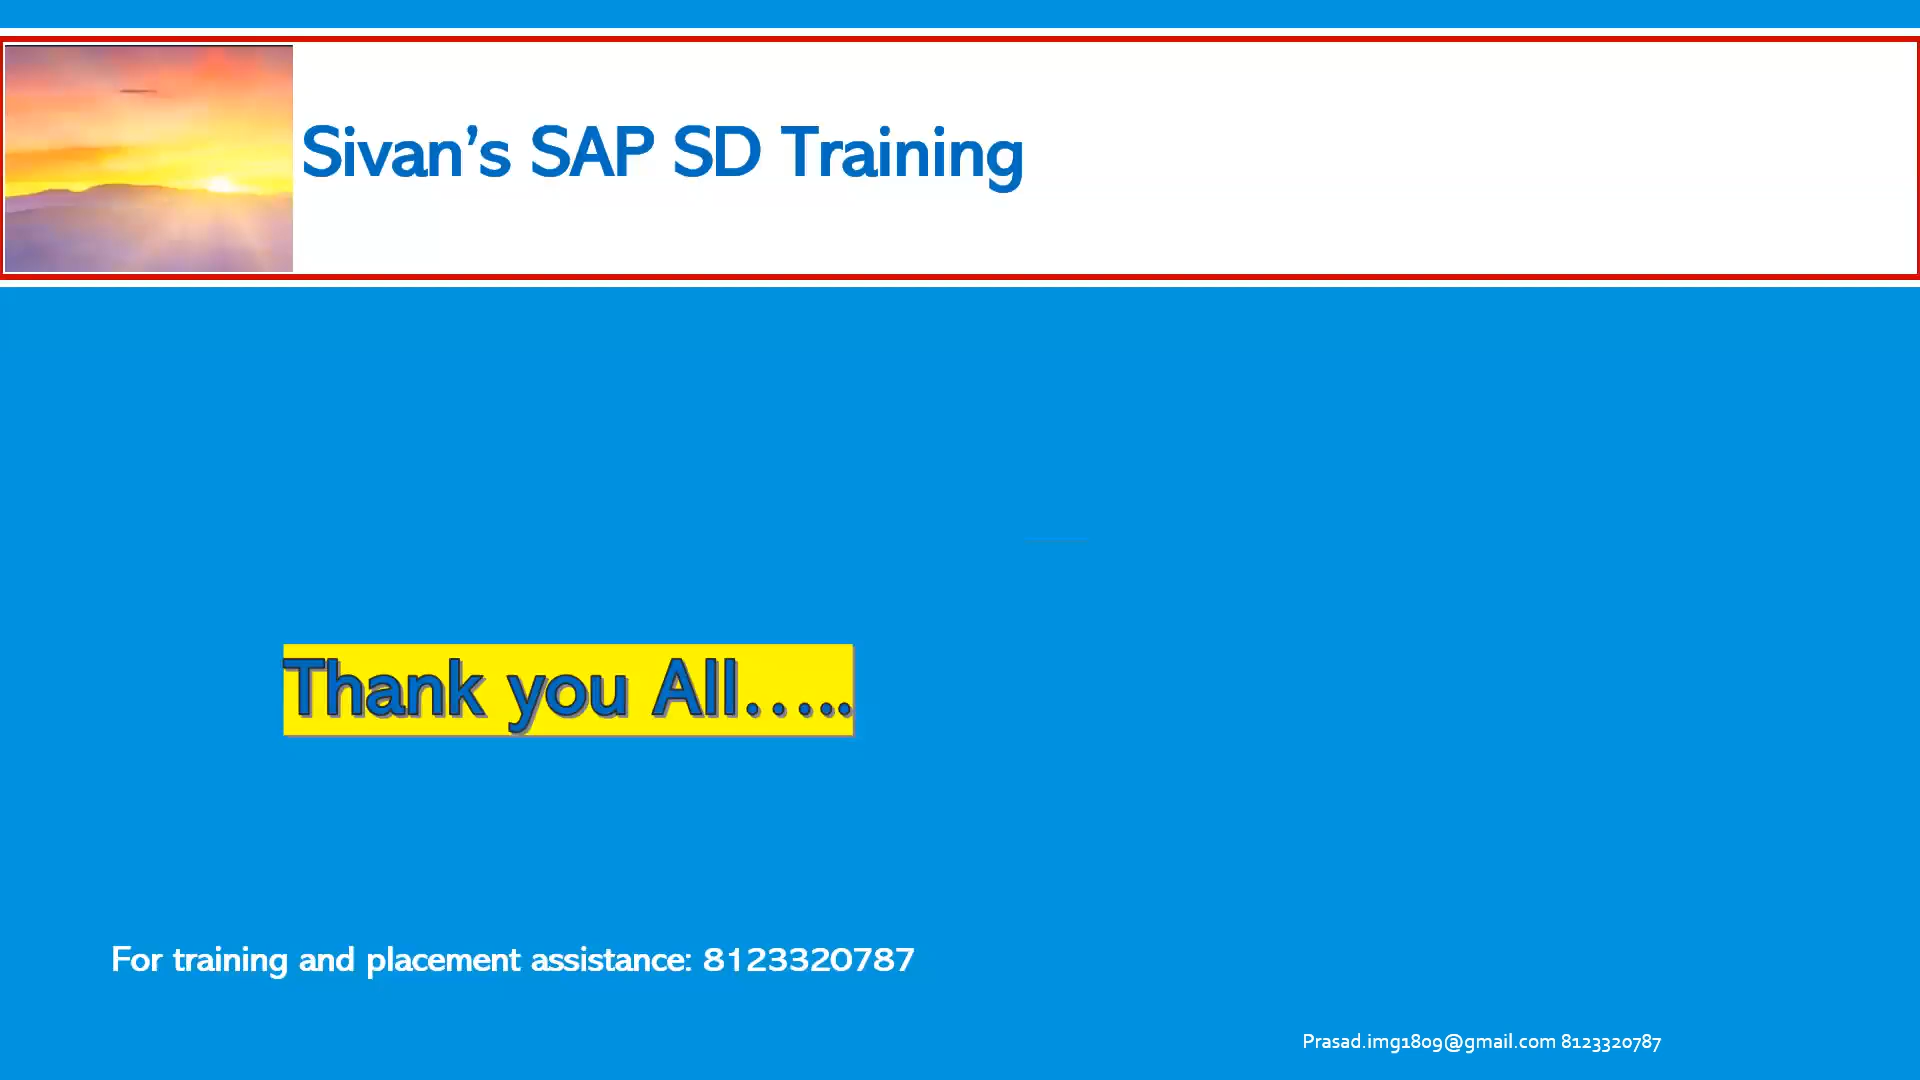 Sivan’s SAP SD Training
Thank you All…..
For training and placement assistance: 8123320787
Prasad.img1809@gmail.com 8123320787